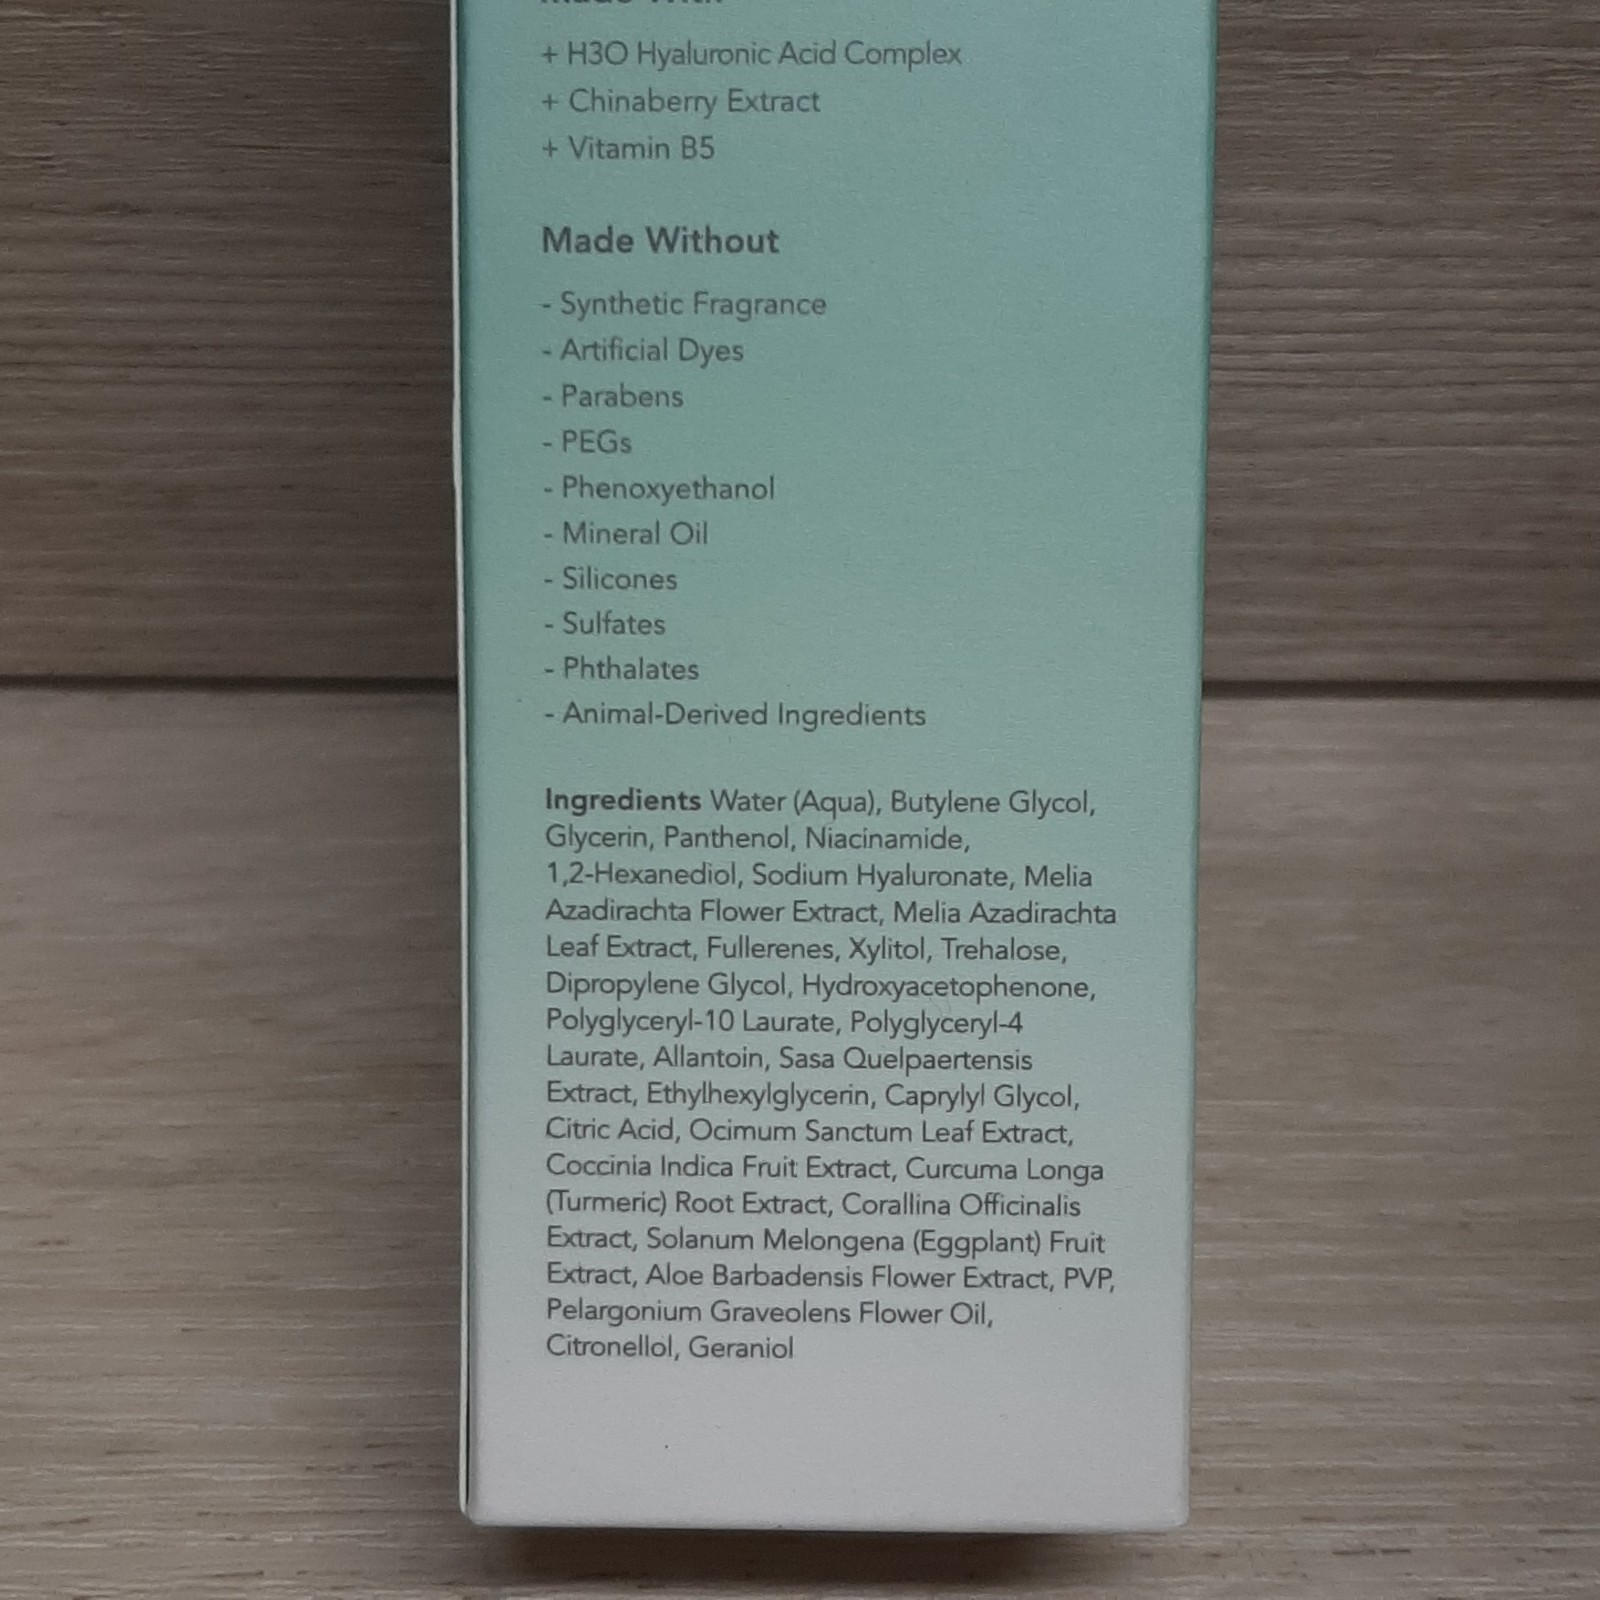 Made With
+ H3O Hyaluronic Acid Complex
+ Chinaberry Extract
+ Vitamin B5
Made Without
- Synthetic Fragrance
- Artificial Dyes
- Parabens
- PEGs
- Phenoxyethanol
- Mineral Oil
- Silicones
- Sulfates
- Phthalates
- Animal-Derived Ingredients
Ingredients Water (Aqua), Butylene Glycol,
Glycerin, Panthenol, Niacinamide,
1,2-Hexanediol, Sodium Hyaluronate, Melia
Azadirachta Flower Extract, Melia Azadirachta
Leaf Extract, Fullerenes, Xylitol, Trehalose,
Dipropylene Glycol, Hydroxyacetophenone,
Polyglyceryl-10 Laurate, Polyglyceryl-4
Laurate, Allantoin, Sasa Quelpaertensis
Extract, Ethylhexylglycerin, Caprylyl Glycol,
Citric Acid, Ocimum Sanctum Leaf Extract,
Coccinia Indica Fruit Extract, Curcuma Longa
(Turmeric) Root Extract, Corallina Officinalis
Extract, Solanum Melongena (Eggplant) Fruit
Extract, Aloe Barbadensis Flower Extract, PVP,
Pelargonium Graveolens Flower Oil,
Citronellol, Geraniol